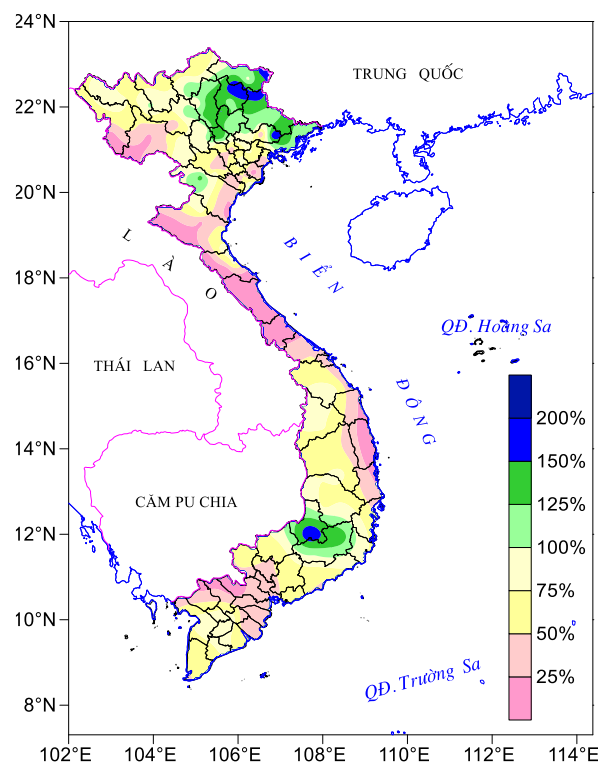 24°N
TRUNG QUỐC
22°N
20°N
LÀO
BIỂN
18°N
QĐ. Hoàng Sa
16°N
THÁI LAN
ĐÔNG
200%
14°N
150%
CĂM PU CHIA
125%
12°N
100%
75%
10°N
50%
25%
QĐ. Trường Sa
8°N
102°E 104°E 106°E 108°E 110°E 112°E 114°E